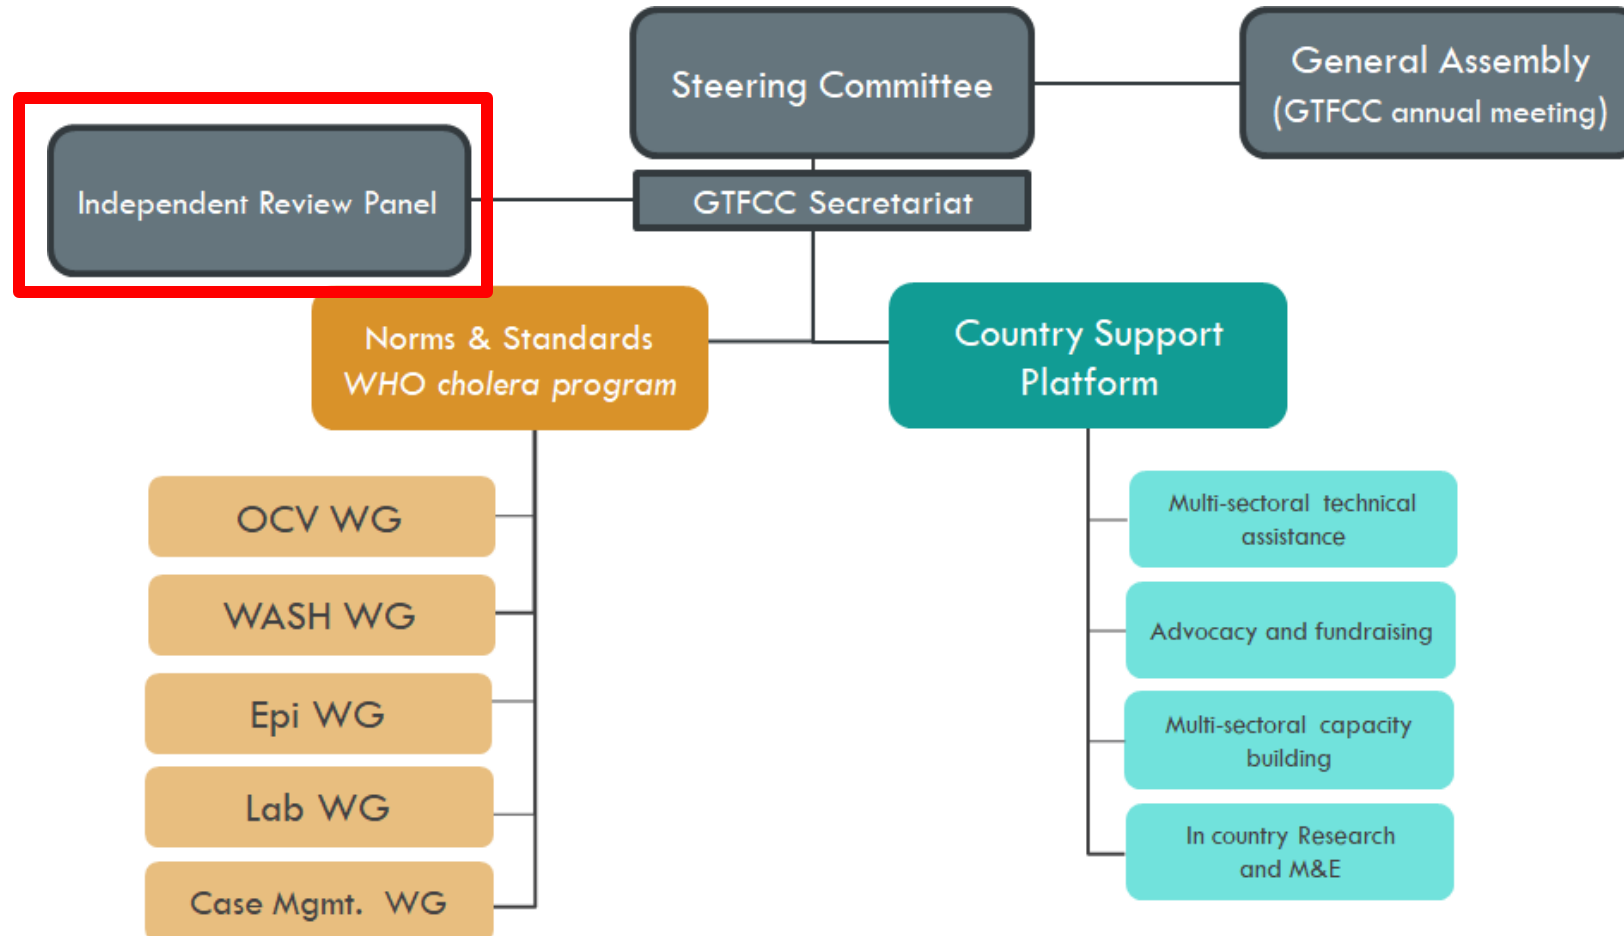 Steering Committee
General Assembly
(GTFCC annual meeting)
Independent Review Panel
GTFCC Secretariat
Norms & Standards
WHO cholera program
Country Support
Platform
OCV WG
WASH WG
Epi WG
Lab WG
Case Mgmt. WG
Multi-sectoral technical
assistance
Advocacy and fundraising
Multi-sectoral capacity
building
In country Research
and M&E